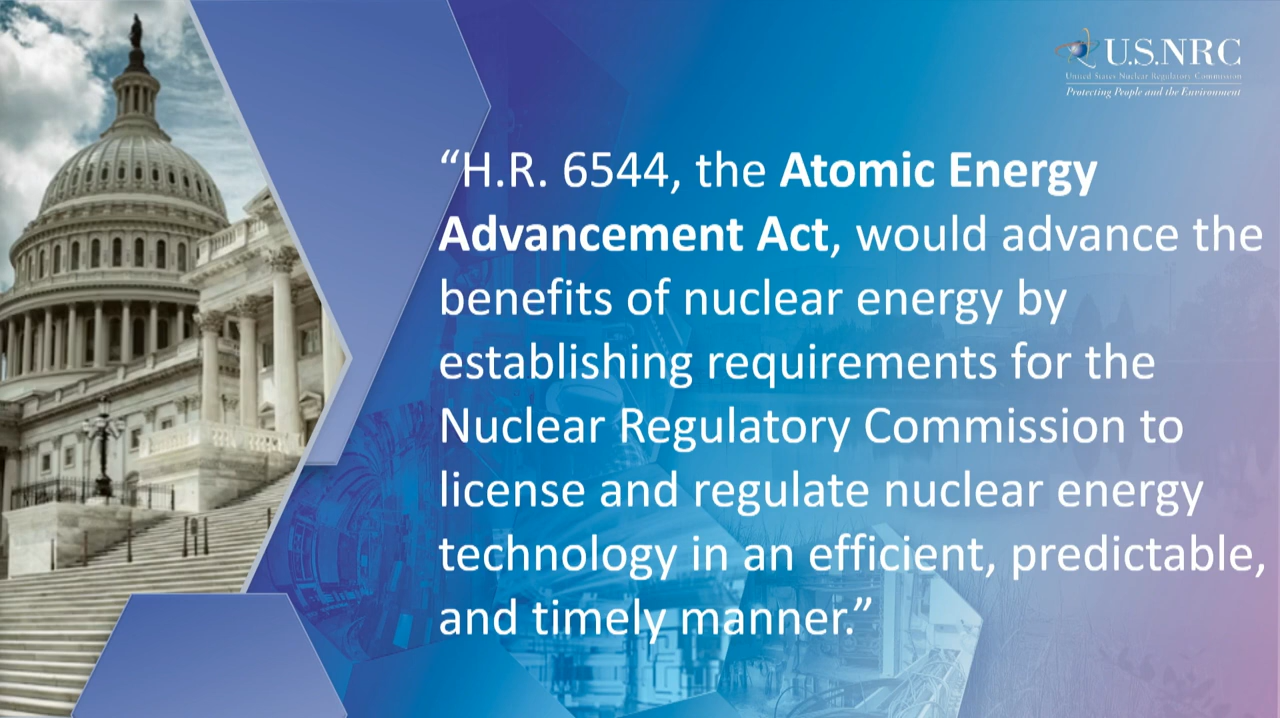 U.S.NRC
United States Nuclear Regulatory Commission
Protecting People and the Environment
“H.R. 6544, the Atomic Energy
Advancement Act, would advance the
benefits of nuclear energy by
establishing requirements for the
Nuclear Regulatory Commission to
license and regulate nuclear energy
technology in an efficient, predictable,
and timely manner.”